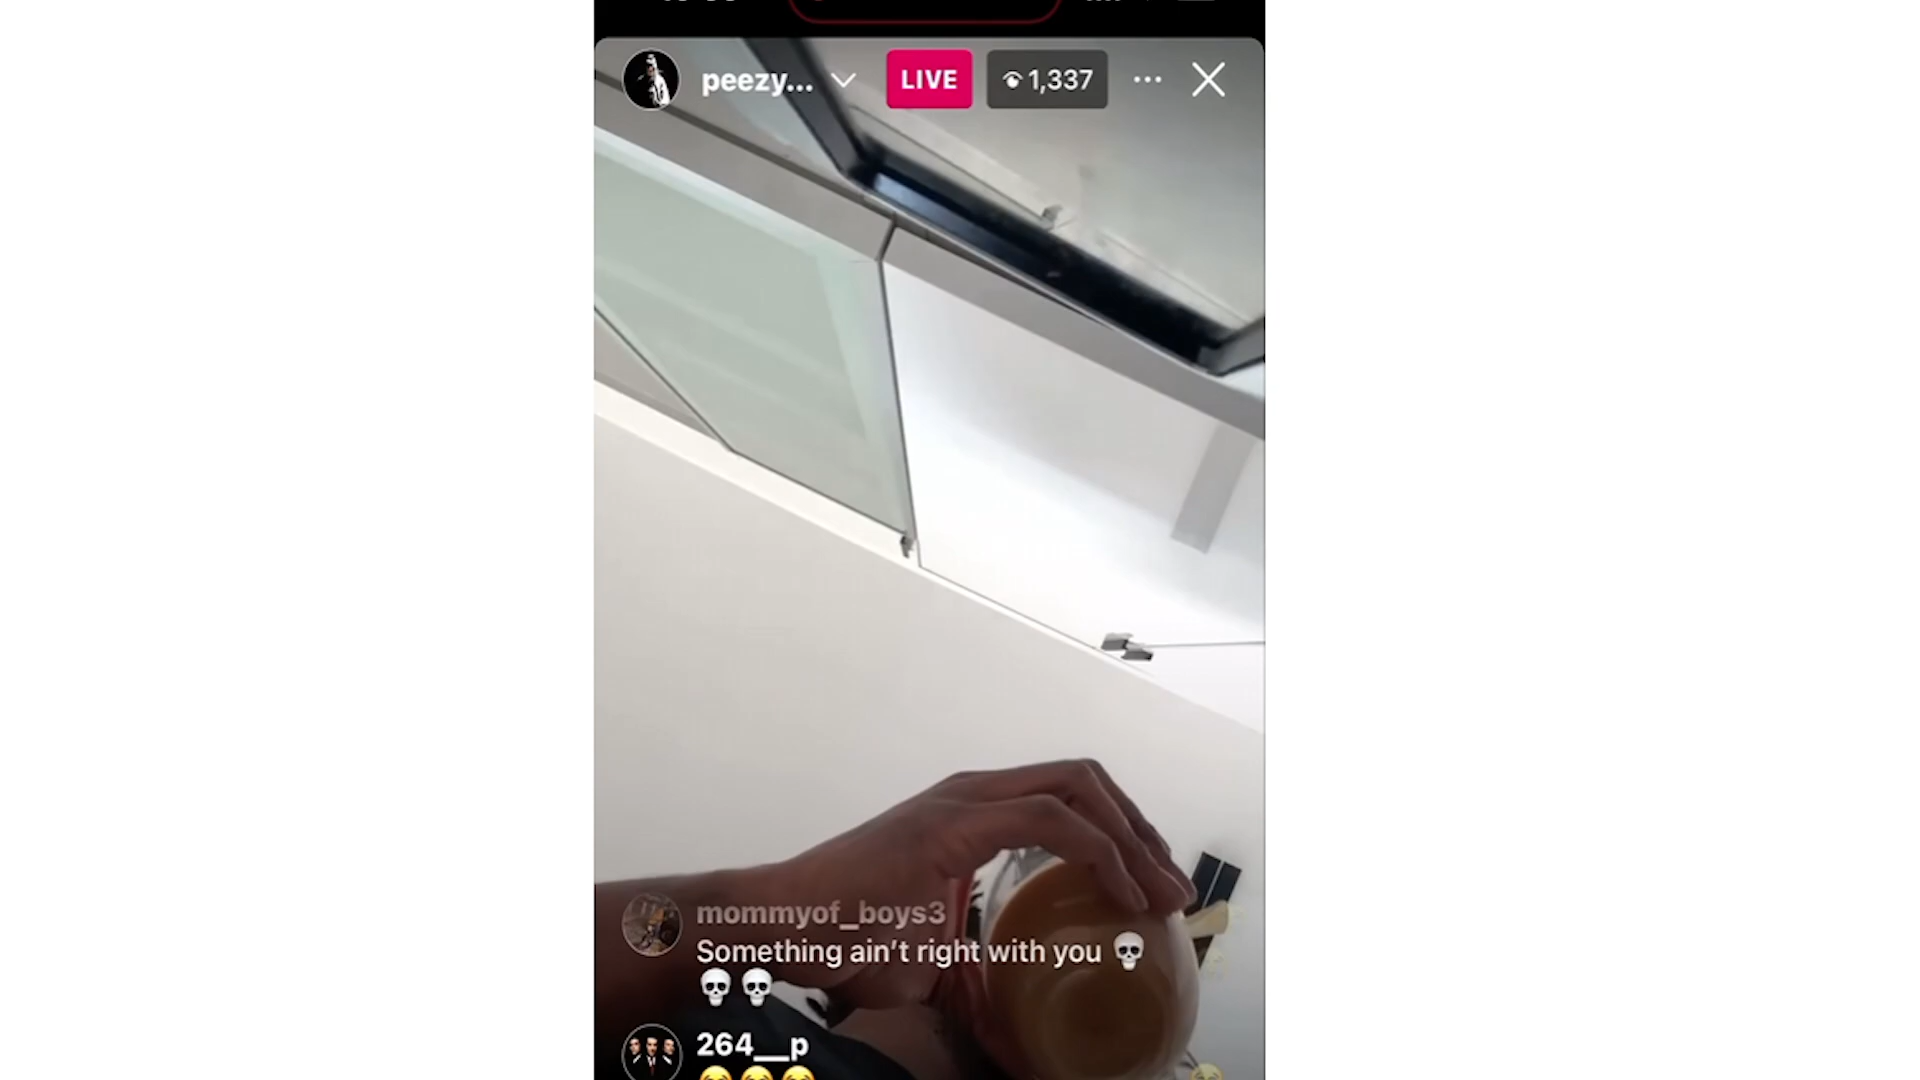 peezy...
LIVE
1,337
mommyof_boys3
Something ain't right with you 💀
💀💀
264__p
😂😂😂